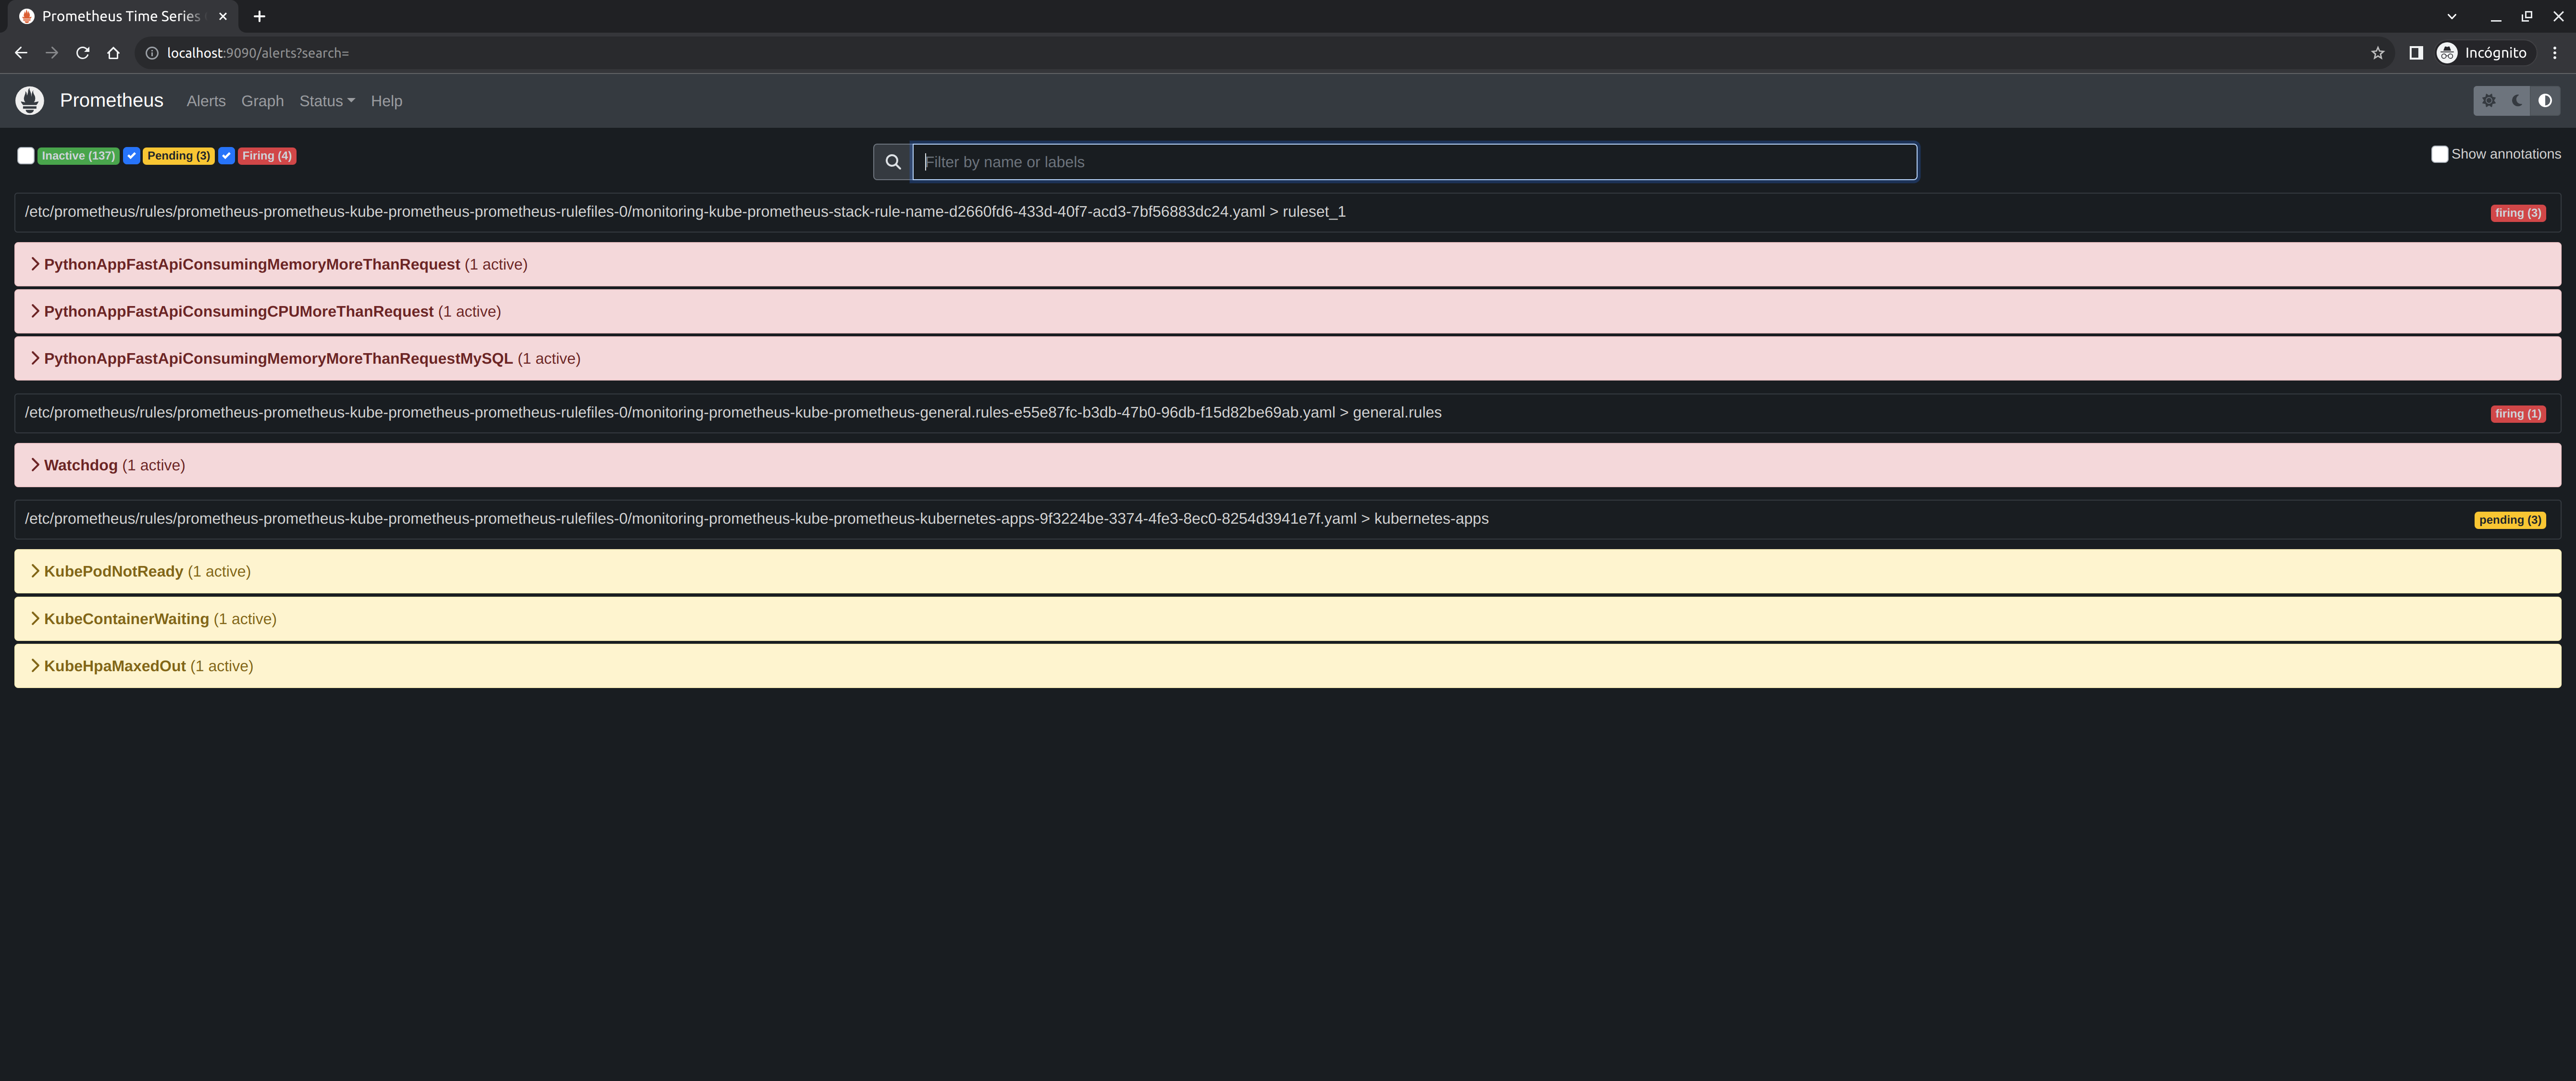 Prometheus Time Series
localhost:9090/alerts?search=
Incógnito
Prometheus Alerts Graph Status Help
Inactive (137) Pending (3) Firing (4)
Filter by name or labels
Show annotations
/etc/prometheus/rules/prometheus-prometheus-kube-prometheus-prometheus-rulefiles-0/monitoring-kube-prometheus-stack-rule-name-d2660fd6-433d-40f7-acd3-7bf56883dc24.yaml > ruleset_1
firing (3)
PythonAppFastApiConsumingMemoryMoreThanRequest (1 active)
PythonAppFastApiConsumingCPUMoreThanRequest (1 active)
PythonAppFastApiConsumingMemoryMoreThanRequestMySQL (1 active)
/etc/prometheus/rules/prometheus-prometheus-kube-prometheus-prometheus-rulefiles-0/monitoring-prometheus-kube-prometheus-general.rules-e55e87fc-b3db-47b0-96db-f15d82be69ab.yaml > general.rules
firing (1)
Watchdog (1 active)
/etc/prometheus/rules/prometheus-prometheus-kube-prometheus-prometheus-rulefiles-0/monitoring-prometheus-kube-prometheus-kubernetes-apps-9f3224be-3374-4fe3-8ec0-8254d3941e7f.yaml > kubernetes-apps
pending (3)
KubePodNotReady (1 active)
KubeContainerWaiting (1 active)
KubeHpaMaxedOut (1 active)